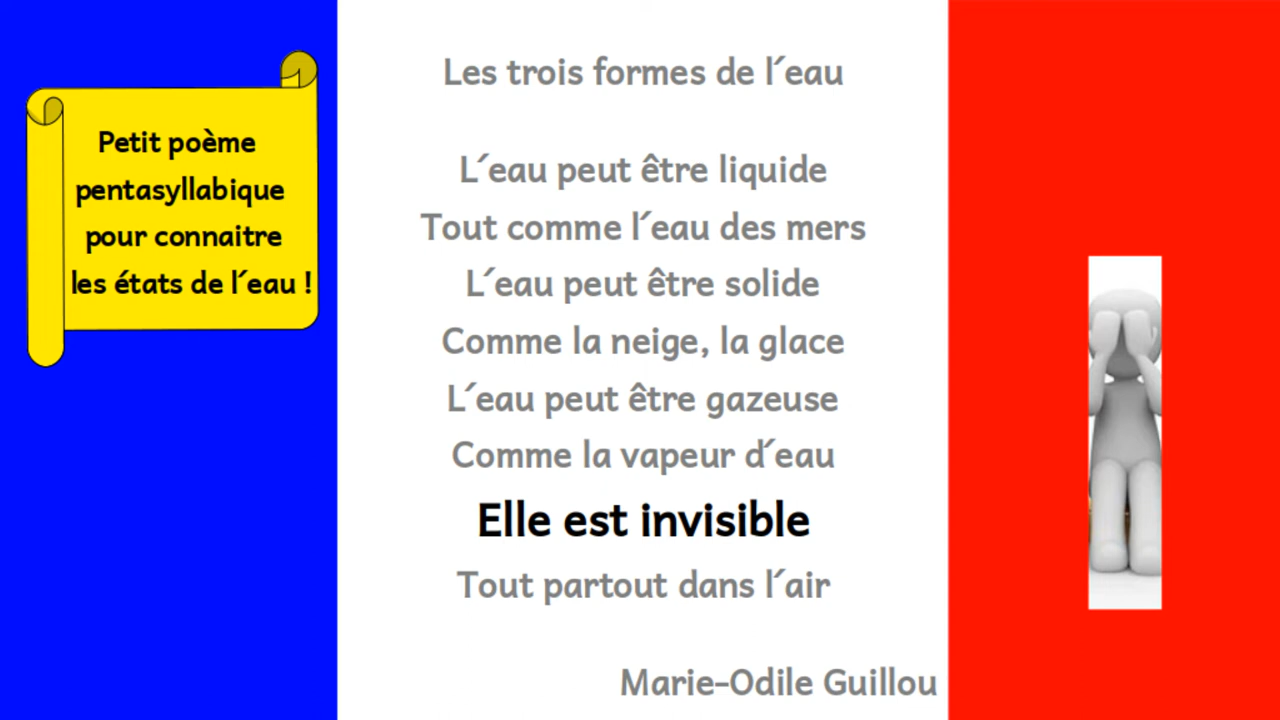 Petit poème
pentasyllabique
pour connaitre
les états de l´eau !
Les trois formes de l´eau
L´eau peut être liquide
Tout comme l´eau des mers
L´eau peut être solide
Comme la neige, la glace
L´eau peut être gazeuse
Comme la vapeur d´eau
Elle est invisible
Tout partout dans l´air
Marie-Odile Guillou